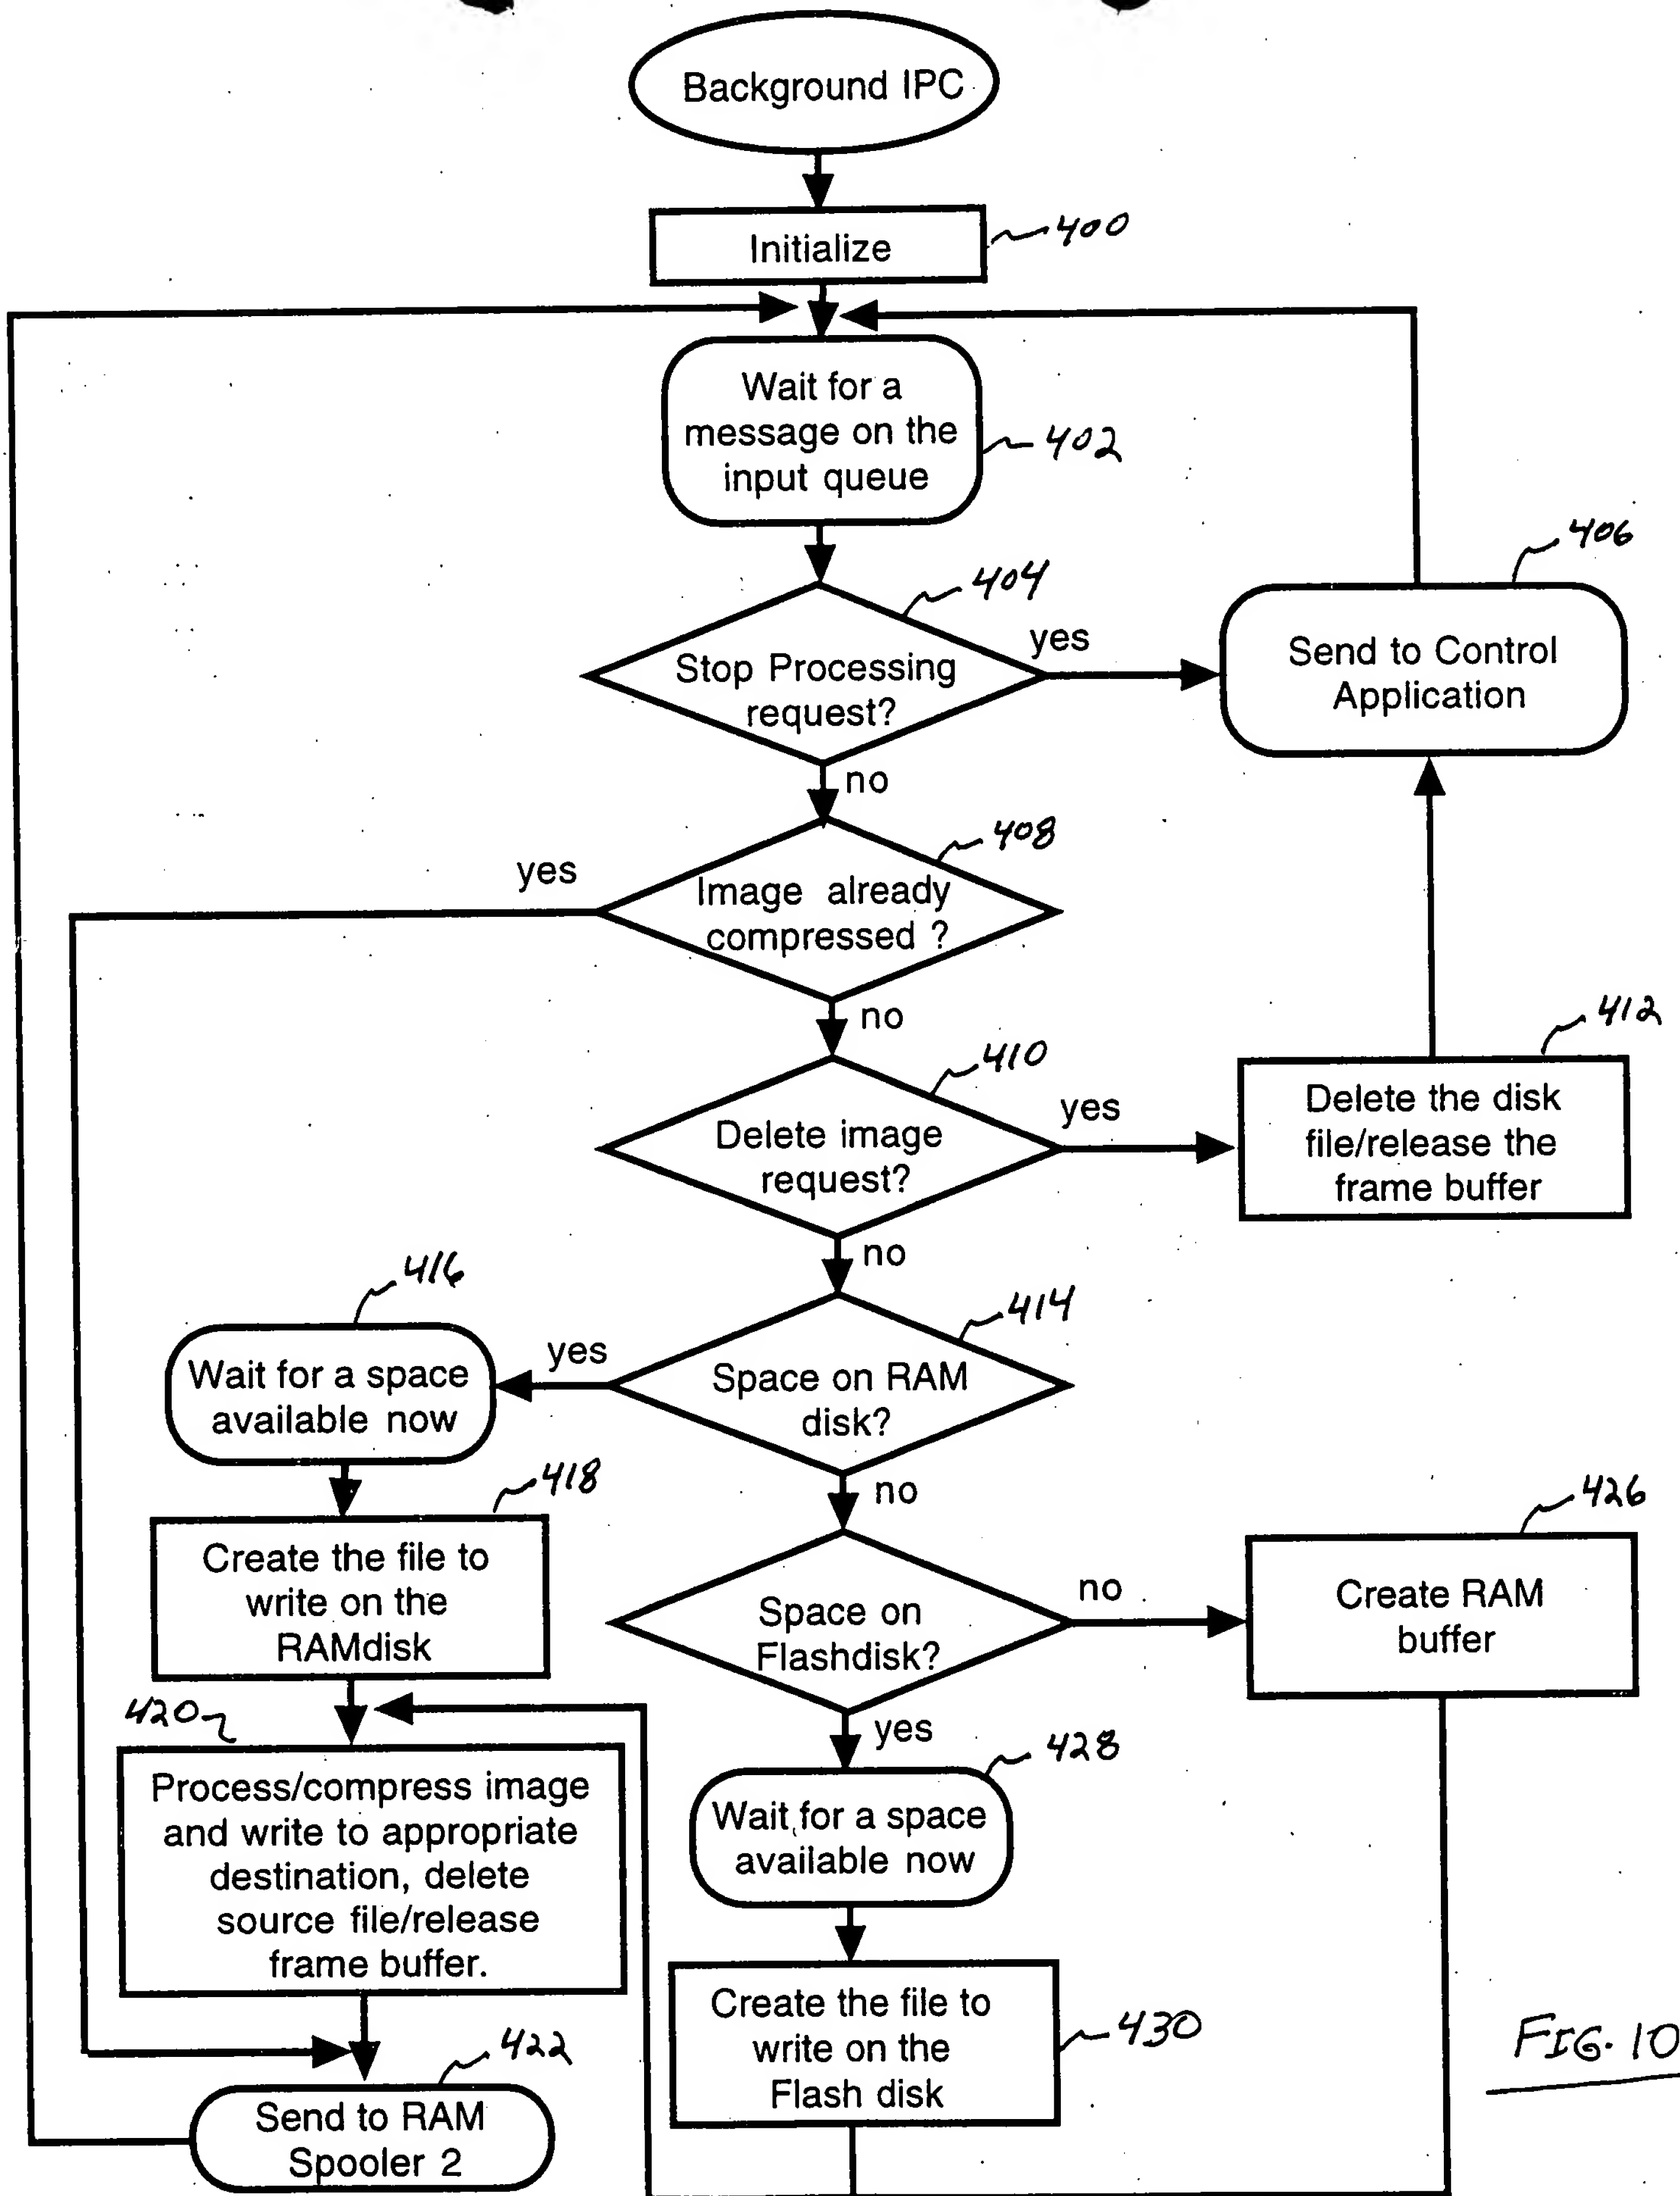 Background IPC
Initialize
400
Wait for a
message on the
input queue
402
404
Stop Processing
request?
yes
no
406
Send to Control
Application
408
Image already
compressed ?
yes
no
410
Delete image
request?
yes
no
412
Delete the disk
file/release the
frame buffer
414
Space on RAM
disk?
yes
no
416
Wait for a space
available now
418
Create the file to
write on the
RAMdisk
Space on
Flashdisk?
no
yes
426
Create RAM
buffer
420
Process/compress image
and write to appropriate
destination, delete
source file/release
frame buffer.
428
Wait for a space
available now
430
Create the file to
write on the
Flash disk
422
Send to RAM
Spooler 2
FIG. 10